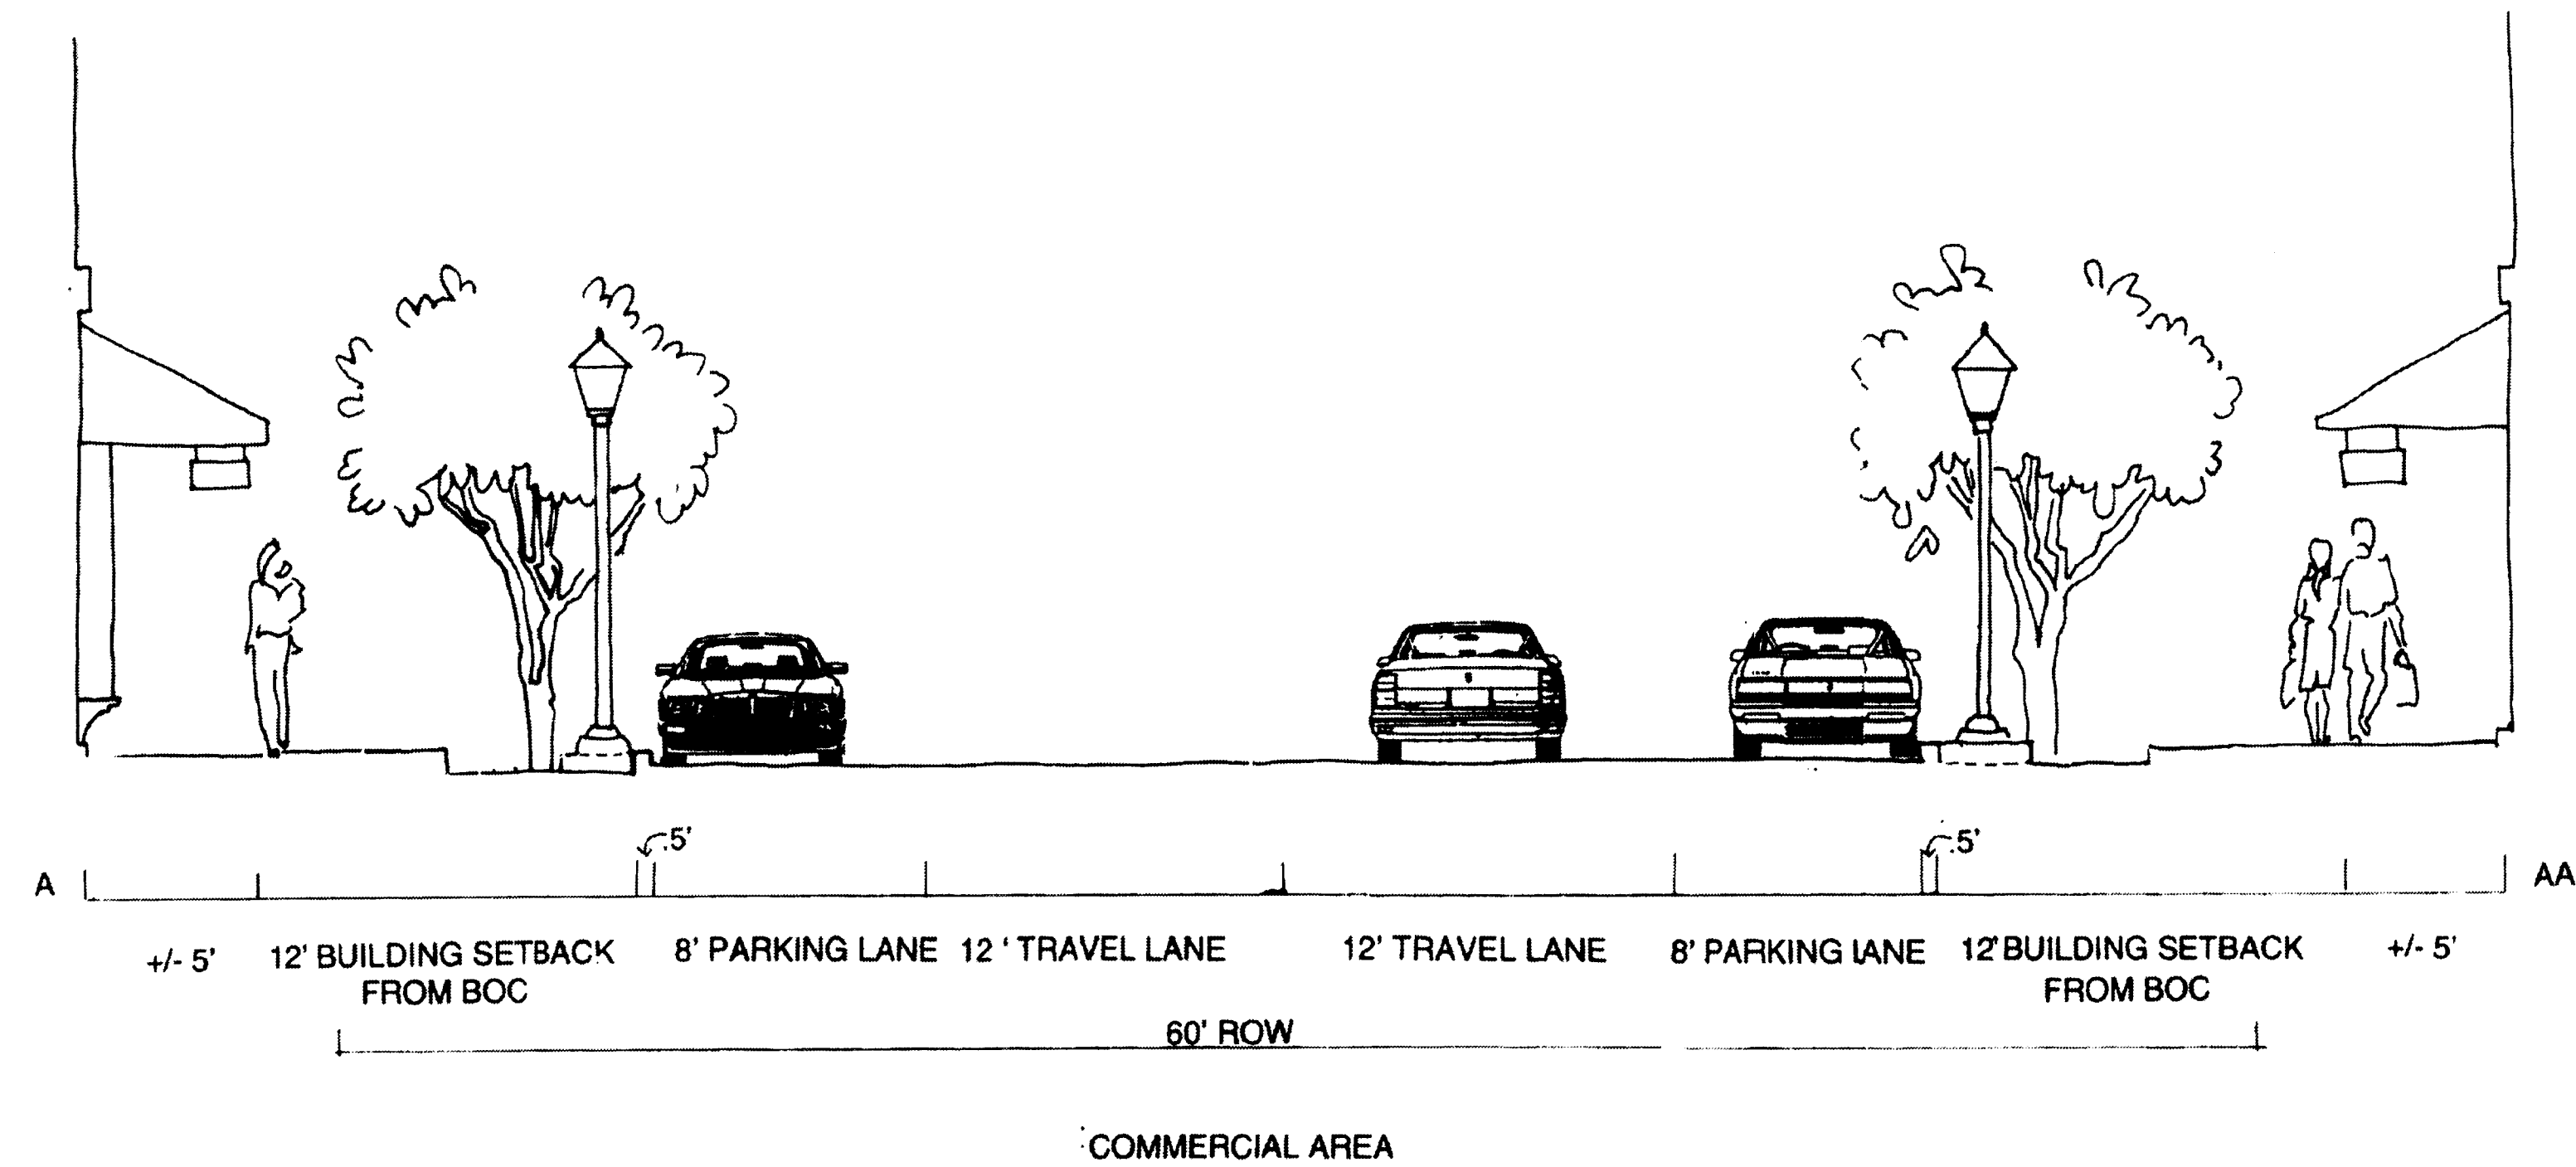 .5' .5'
A AA
+/- 5' 12' BUILDING SETBACK 8' PARKING LANE 12 ' TRAVEL LANE 12' TRAVEL LANE 8' PARKING LANE 12' BUILDING SETBACK +/- 5'
FROM BOC FROM BOC
60' ROW
COMMERCIAL AREA